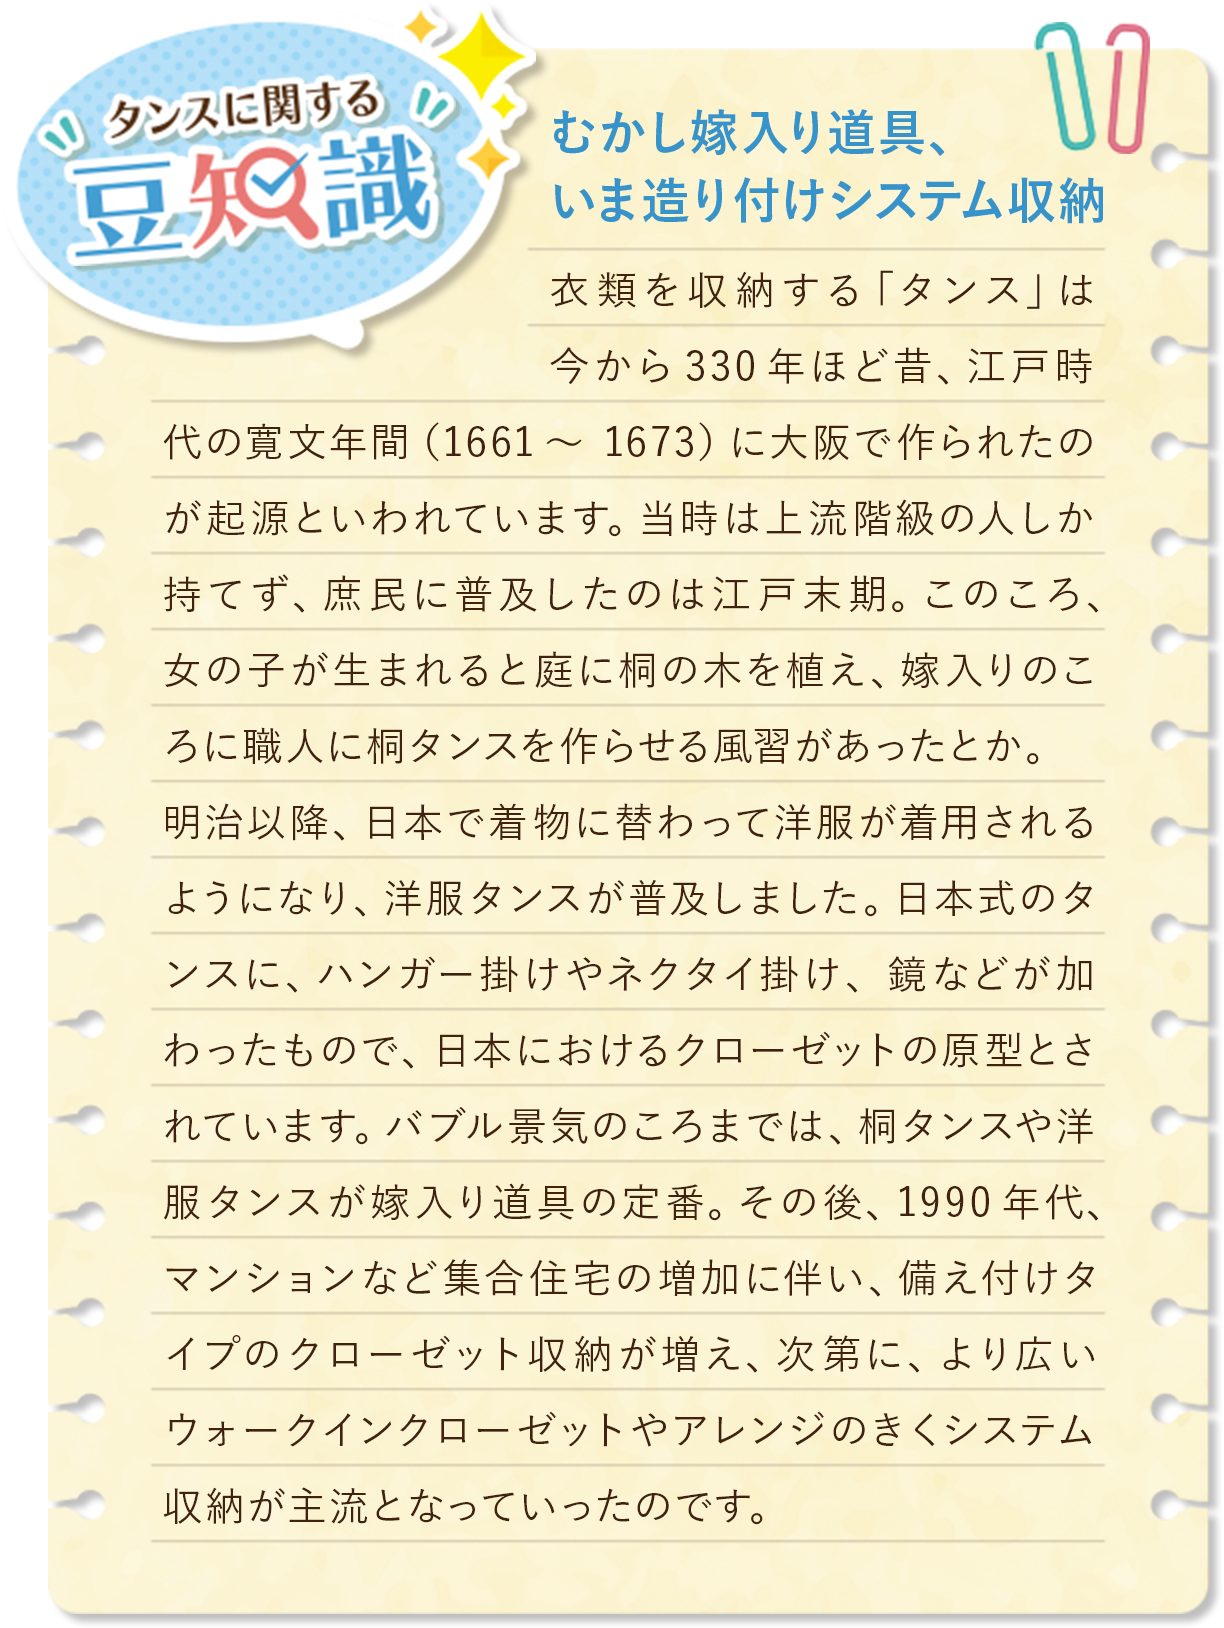 タンスに関する
豆知識
むかし嫁入り道具、
いま造り付けシステム収納
衣類を収納する「タンス」は
今から330年ほど昔、江戸時
代の寛文年間（1661～1673）に大阪で作られたの
が起源といわれています。当時は上流階級の人しか
持てず、庶民に普及したのは江戸末期。このころ、
女の子が生まれると庭に桐の木を植え、嫁入りのこ
ろに職人に桐タンスを作らせる風習があったとか。
明治以降、日本で着物に替わって洋服が着用される
ようになり、洋服タンスが普及しました。日本式のタ
ンスに、ハンガー掛けやネクタイ掛け、鏡などが加
わったもので、日本におけるクローゼットの原型とさ
れています。バブル景気のころまでは、桐タンスや洋
服タンスが嫁入り道具の定番。その後、1990年代、
マンションなど集合住宅の増加に伴い、備え付けタ
イプのクローゼット収納が増え、次第に、より広い
ウォークインクローゼットやアレンジのきくシステム
収納が主流となっていったのです。